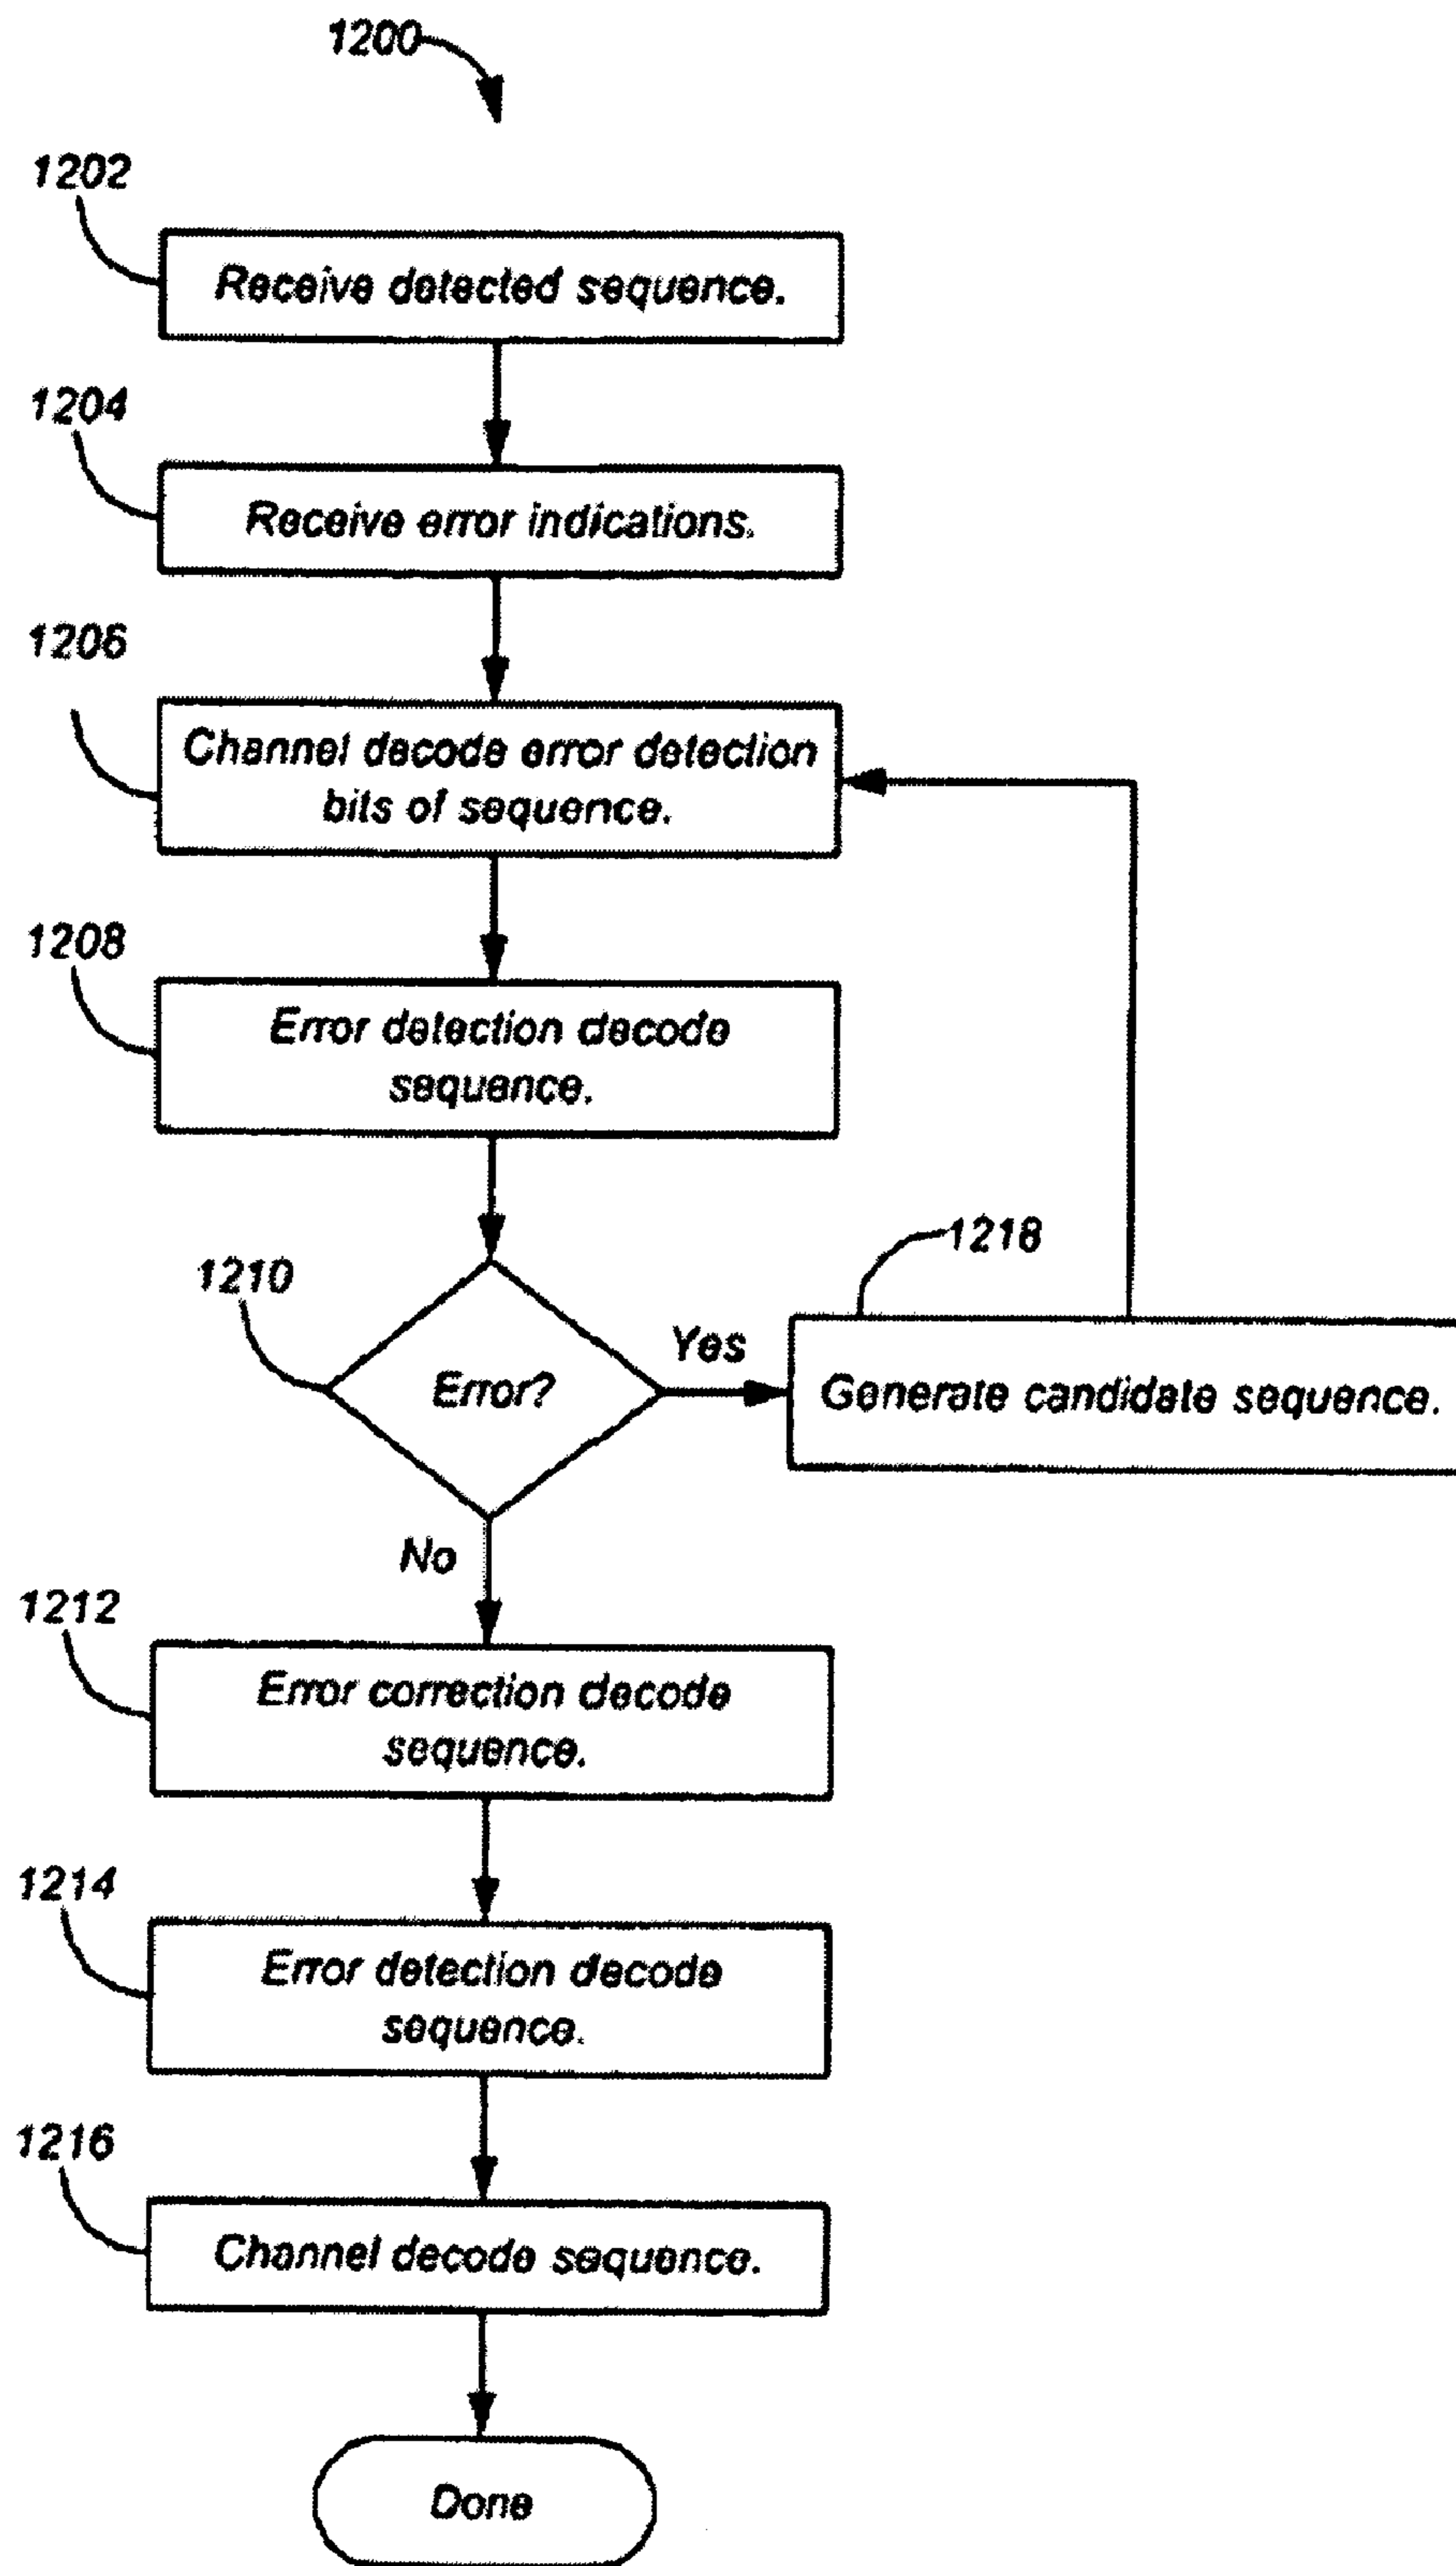 1200
1202
Receive detected sequence.
1204
Receive error indications.
1206
Channel decode error detection
bits of sequence.
1208
Error detection decode
sequence.
1210
Error?
Yes
1218
Generate candidate sequence.
No
1212
Error correction decode
sequence.
1214
Error detection decode
sequence.
1216
Channel decode sequence.
Done